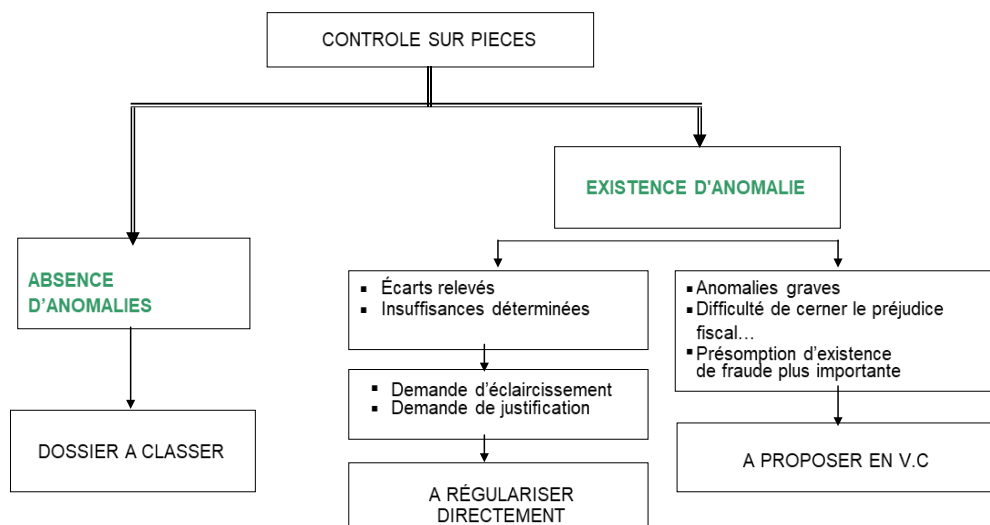 CONTROLE SUR PIECES
EXISTENCE D'ANOMALIE
ABSENCE
D'ANOMALIES
▪ Écarts relevés
▪ Insuffisances déterminées
▪ Anomalies graves
▪ Difficulté de cerner le préjudice
fiscal…
▪ Présomption d'existence
de fraude plus importante
▪ Demande d'éclaircissement
▪ Demande de justification
DOSSIER A CLASSER
A RÉGULARISER
DIRECTEMENT
A PROPOSER EN V.C